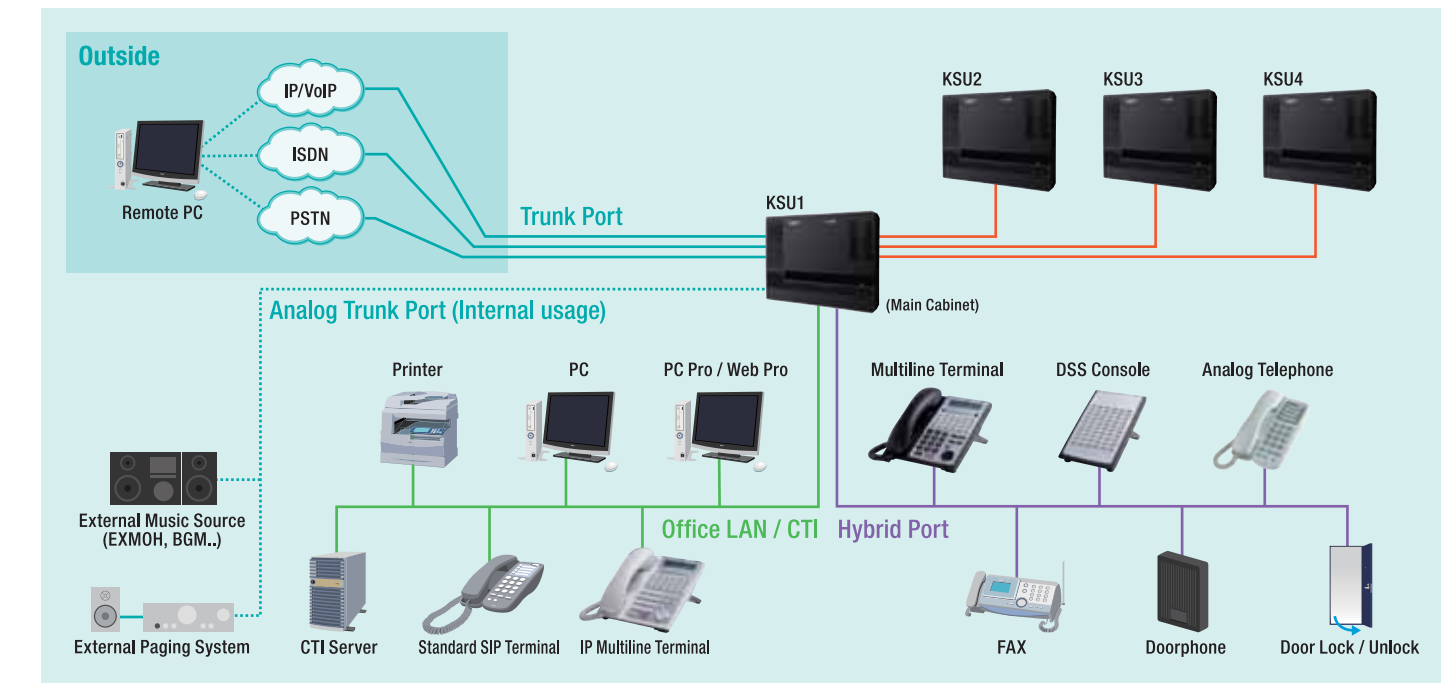 Outside
IP/VoIP
ISDN
PSTN
Remote PC
Trunk Port
KSU1
KSU2
KSU3
KSU4
(Main Cabinet)
Analog Trunk Port (Internal usage)
Printer
PC
PC Pro / Web Pro
Multiline Terminal
DSS Console
Analog Telephone
External Music Source
(EXMOH, BGM..)
Office LAN / CTI
Hybrid Port
External Paging System
CTI Server
Standard SIP Terminal
IP Multiline Terminal
FAX
Doorphone
Door Lock / Unlock